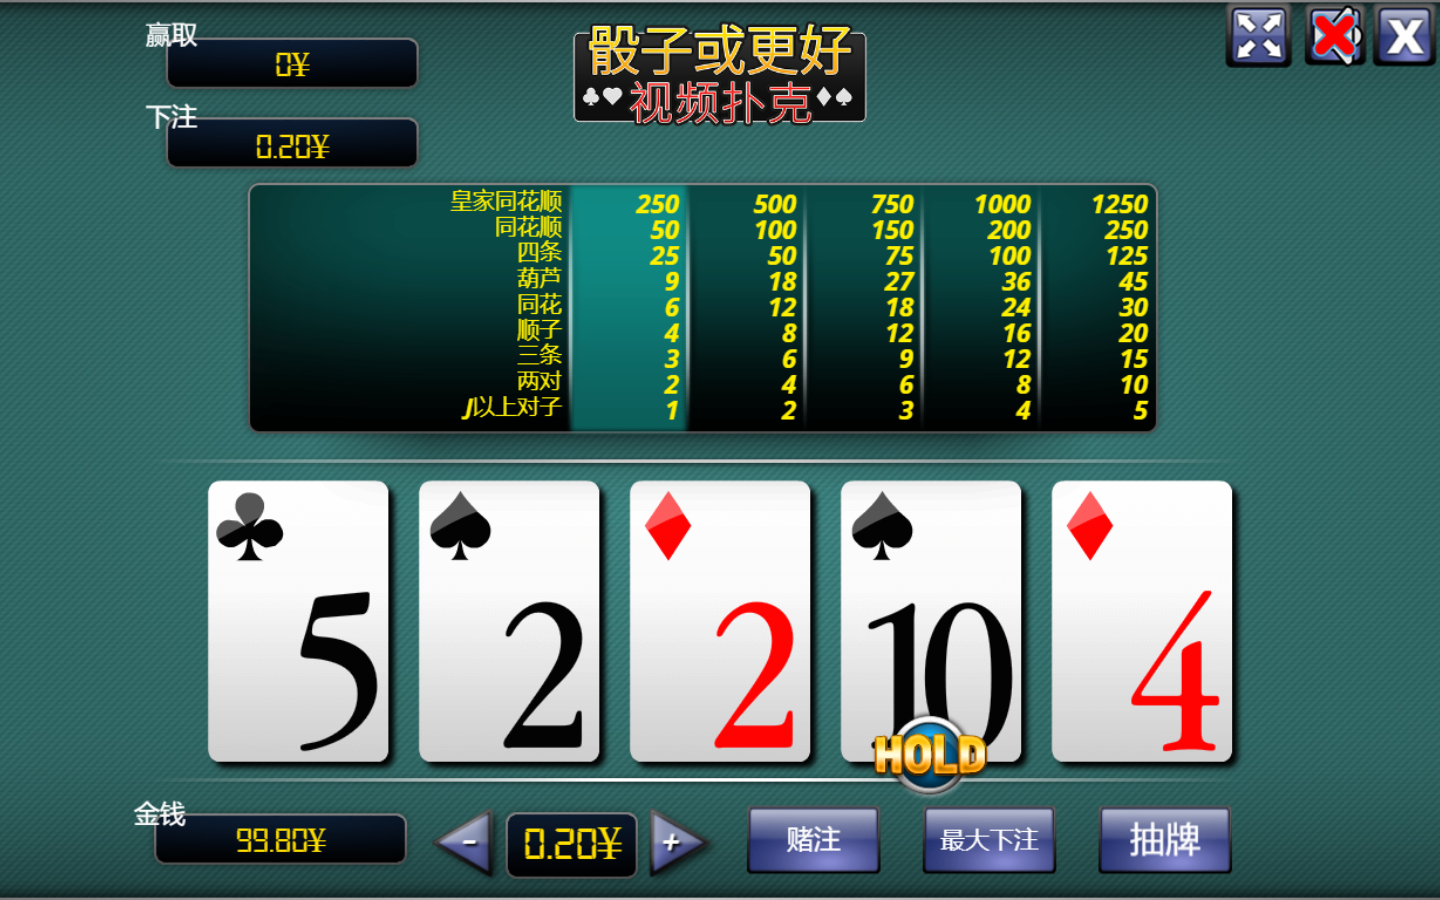 赢取
0¥
下注
0.20¥
骰子或更好
视频扑克
X
皇家同花顺 250 500 750 1000 1250
同花顺 50 100 150 200 250
四条 25 50 75 100 125
葫芦 9 18 27 36 45
同花 6 12 18 24 30
顺子 4 8 12 16 20
三条 3 6 9 12 15
两对 2 4 6 8 10
J以上对子 1 2 3 4 5
5 2 2 10 4
HOLD
金钱
99.80¥
- 0.20¥ +
赌注
最大下注
抽牌